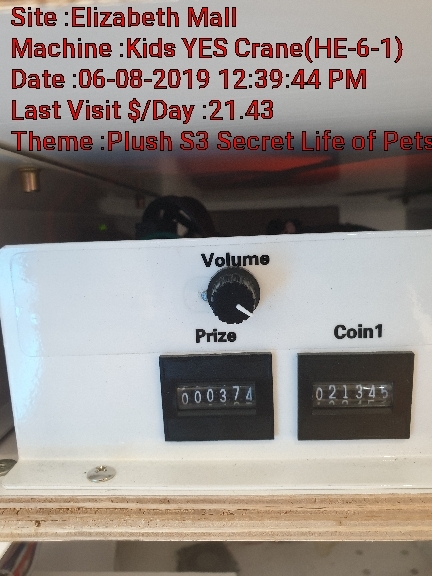 Site :Elizabeth Mall
Machine :Kids YES Crane(HE-6-1)
Date :06-08-2019 12:39:44 PM
Last Visit $/Day :21.43
Theme :Plush S3 Secret Life of Pets
Volume
Prize
Coin1
000374
021345